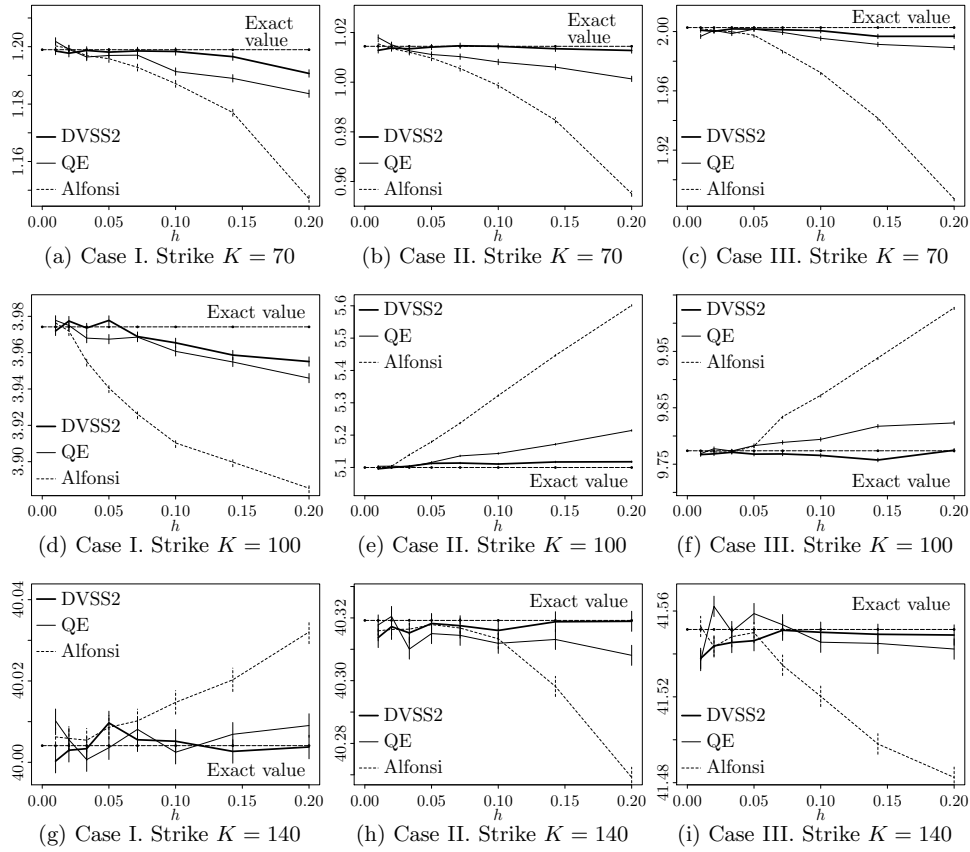 Exact
value
1.20
1.18
1.16
DVSS2
QE
Alfonsi
0.00 0.05 0.10 0.15 0.20
h
(a) Case I. Strike K = 70
Exact
value
1.02
1.00
0.98
0.96
DVSS2
QE
Alfonsi
0.00 0.05 0.10 0.15 0.20
h
(b) Case II. Strike K = 70
Exact value
2.00
1.96
1.92
DVSS2
QE
Alfonsi
0.00 0.05 0.10 0.15 0.20
h
(c) Case III. Strike K = 70
Exact value
3.98
3.96
3.94
3.92
3.90
DVSS2
QE
Alfonsi
0.00 0.05 0.10 0.15 0.20
h
(d) Case I. Strike K = 100
DVSS2
QE
Alfonsi
5.6
5.5
5.4
5.3
5.2
5.1
Exact value
0.00 0.05 0.10 0.15 0.20
h
(e) Case II. Strike K = 100
DVSS2
QE
Alfonsi
9.95
9.85
9.75
Exact value
0.00 0.05 0.10 0.15 0.20
h
(f) Case III. Strike K = 100
DVSS2
QE
Alfonsi
40.04
40.02
40.00
Exact value
0.00 0.05 0.10 0.15 0.20
h
(g) Case I. Strike K = 140
Exact value
40.32
40.30
40.28
DVSS2
QE
Alfonsi
0.00 0.05 0.10 0.15 0.20
h
(h) Case II. Strike K = 140
Exact value
41.56
41.52
41.48
DVSS2
QE
Alfonsi
0.00 0.05 0.10 0.15 0.20
h
(i) Case III. Strike K = 140